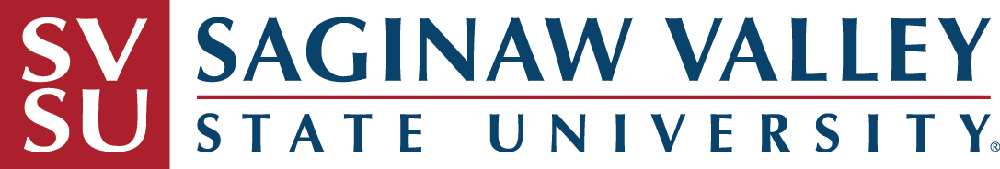 SV
SU
SAGINAW VALLEY
STATE UNIVERSITY®